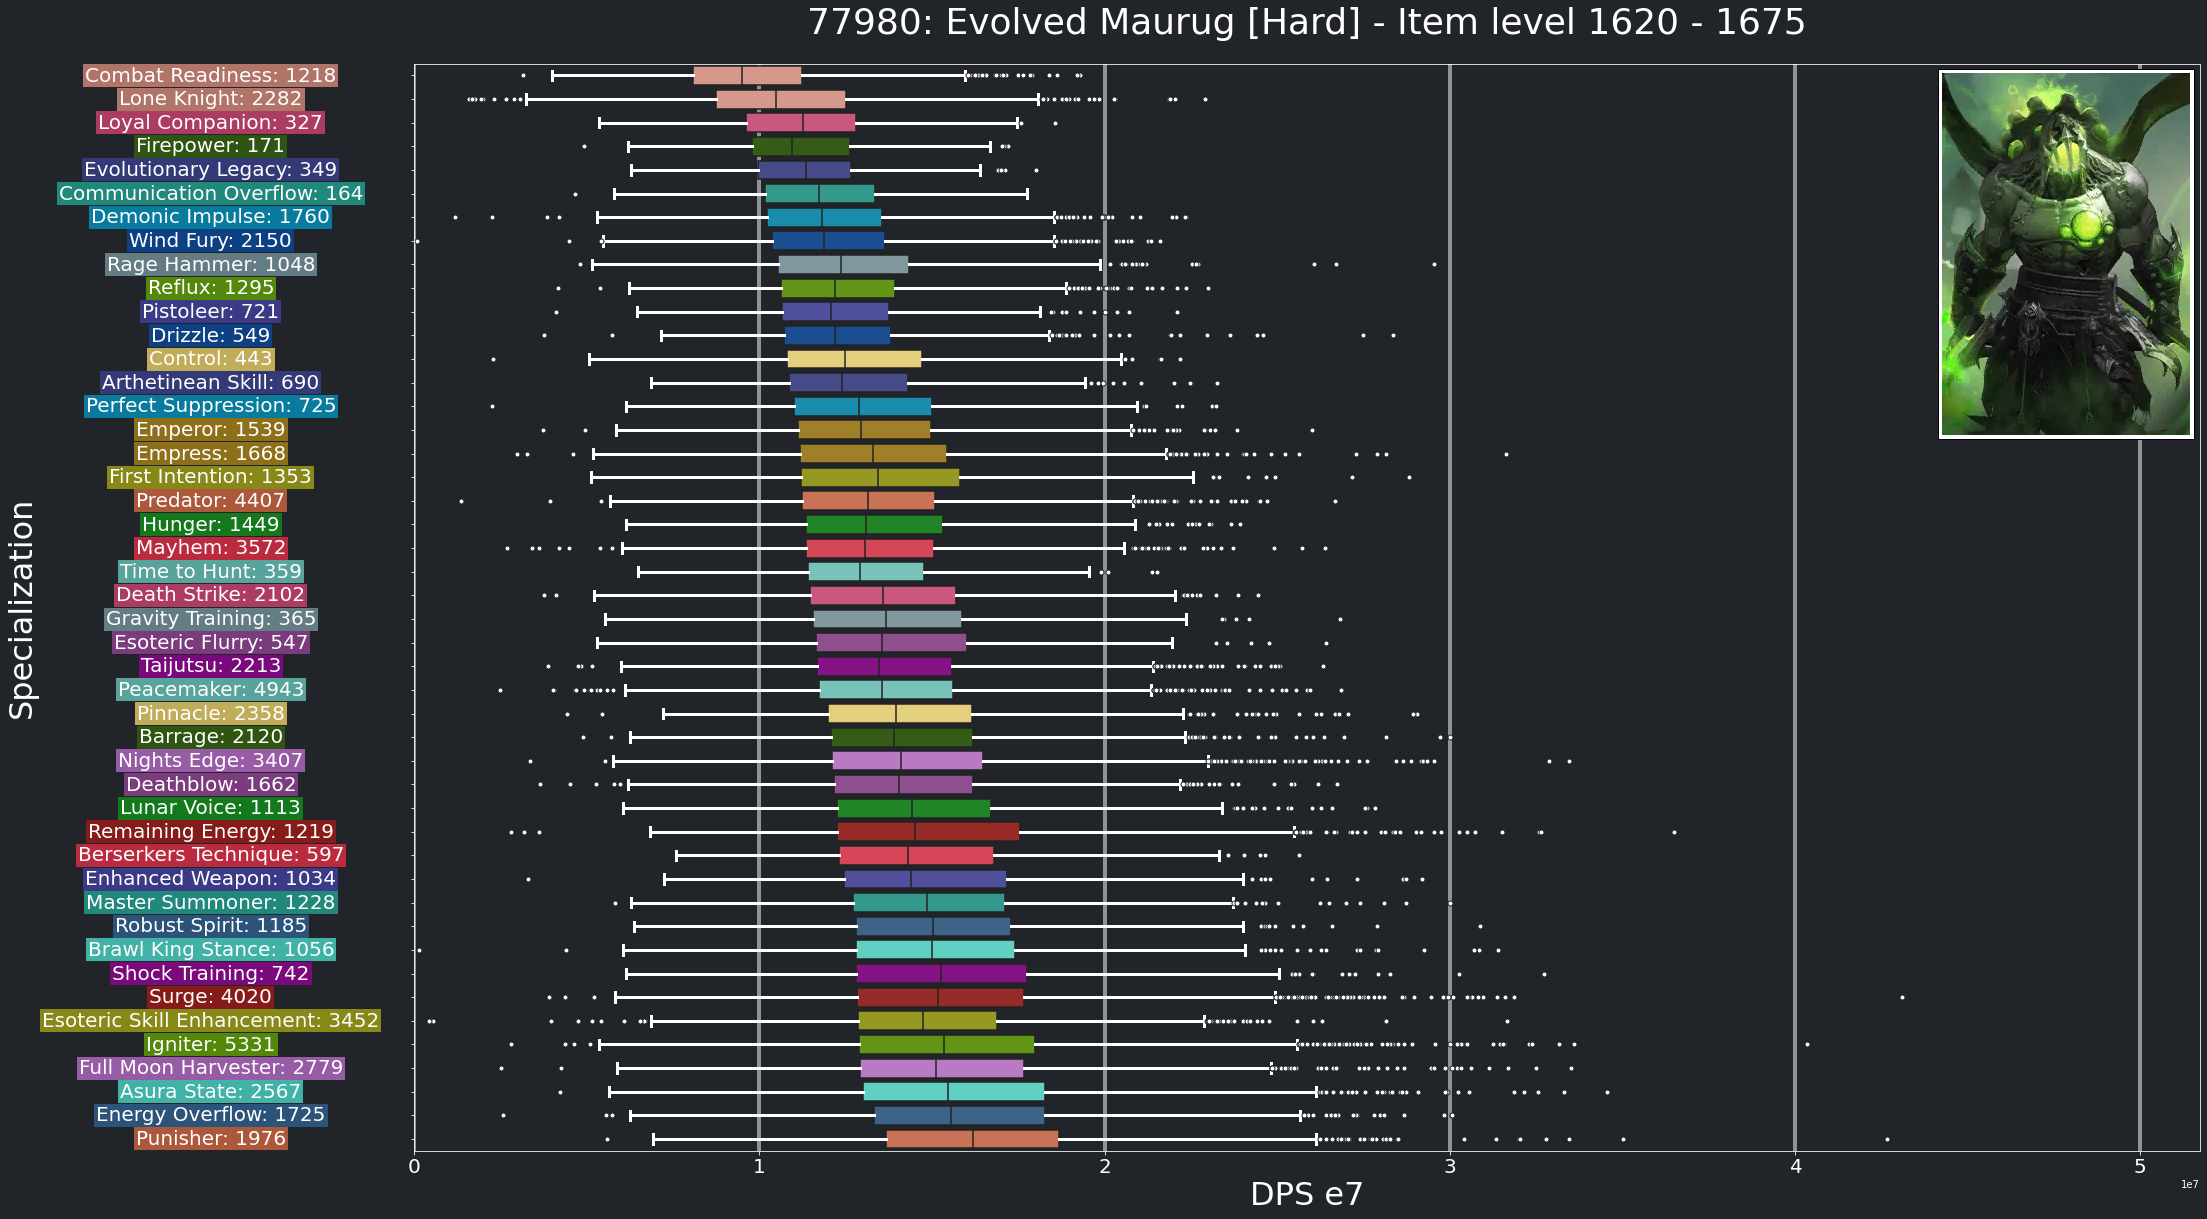 77980: Evolved Maurug [Hard] - Item level 1620 - 1675
Specialization
Combat Readiness: 1218
Lone Knight: 2282
Loyal Companion: 327
Firepower: 171
Evolutionary Legacy: 349
Communication Overflow: 164
Demonic Impulse: 1760
Wind Fury: 2150
Rage Hammer: 1048
Reflux: 1295
Pistoleer: 721
Drizzle: 549
Control: 443
Arthetinean Skill: 690
Perfect Suppression: 725
Emperor: 1539
Empress: 1668
First Intention: 1353
Predator: 4407
Hunger: 1449
Mayhem: 3572
Time to Hunt: 359
Death Strike: 2102
Gravity Training: 365
Esoteric Flurry: 547
Taijutsu: 2213
Peacemaker: 4943
Pinnacle: 2358
Barrage: 2120
Nights Edge: 3407
Deathblow: 1662
Lunar Voice: 1113
Remaining Energy: 1219
Berserkers Technique: 597
Enhanced Weapon: 1034
Master Summoner: 1228
Robust Spirit: 1185
Brawl King Stance: 1056
Shock Training: 742
Surge: 4020
Esoteric Skill Enhancement: 3452
Igniter: 5331
Full Moon Harvester: 2779
Asura State: 2567
Energy Overflow: 1725
Punisher: 1976
0 1 2 3 4 5
1e7
DPS e7